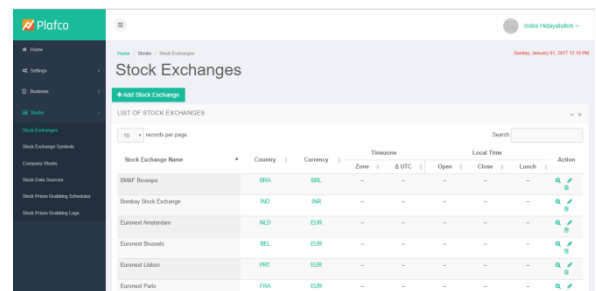 Plafco
Indra Hidayatulloh
Home
Home / Stocks / Stock Exchanges
Sunday, January 01, 2017 12:18 PM
Stock Exchanges
Settings
Business
+Add Stock Exchange
Stocks
LIST OF STOCK EXCHANGES
Stock Exchanges
10 records per page
Search:
Stock Exchange Symbols
Company Stocks
Stock Data Sources
Stock Prices Grabbing Schedules
Stock Prices Grabbing Logs
Timezone Local Time
Stock Exchange Name Country Currency Zone Δ UTC Open Close Lunch Action
BM&F Bovespa BRA BRL -- -- -- -- --
Bombay Stock Exchange IND INR -- -- -- -- --
Euronext Amsterdam NLD EUR -- -- -- -- --
Euronext Brussels BEL EUR -- -- -- -- --
Euronext Lisbon PRT EUR -- -- -- -- --
Euronext Paris FRA EUR -- -- -- -- --